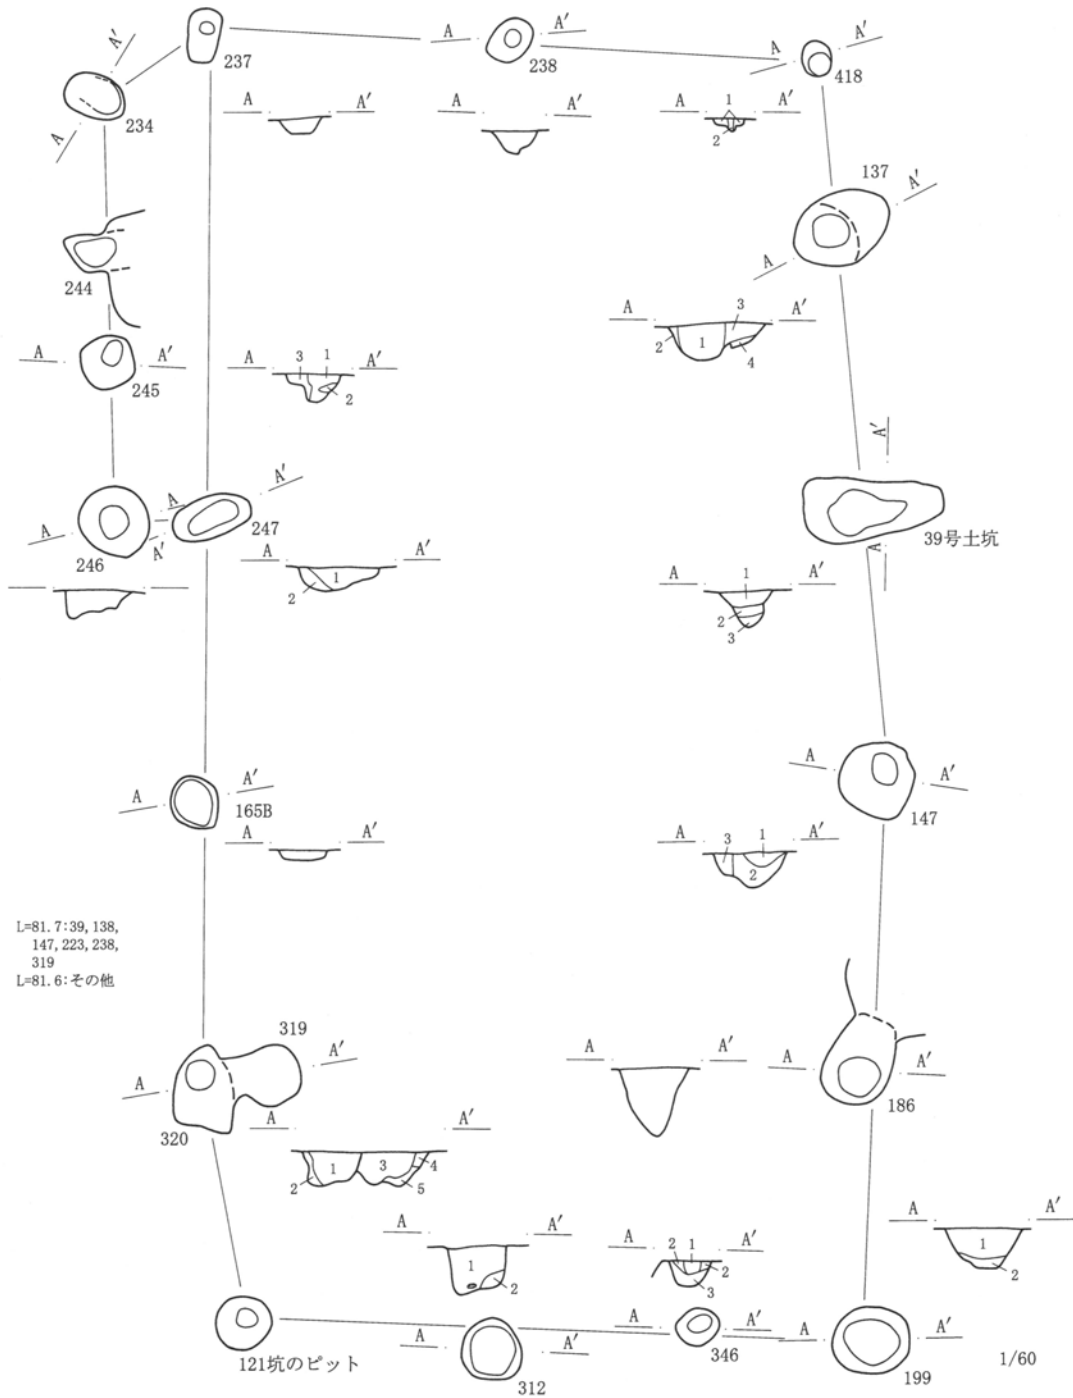 A′
237
A
A′
238
A
A′
418
A
234
A
A′
A
A′
A
1
A′
2
137
A′
A
244
A
3
A′
1
2
4
A
A′
245
A
3
1
A′
2
A′
A
A′
247
A
A′
246
A
39号土坑
A
A
A′
1
2
A
1
A′
2
3
A
A′
165B
A
A′
147
A
A′
A
3
1
A′
2
L=81.7:39, 138,
147, 223, 238,
319
L=81.6:その他
319
A′
A
320
A
A′
A
A′
186
A
A′
1
3
4
2
5
A
A′
1
2
A
2
1
A′
2
3
A
A′
1
2
121坑のピット
A
A′
312
A
A′
346
A
A′
199
1/60